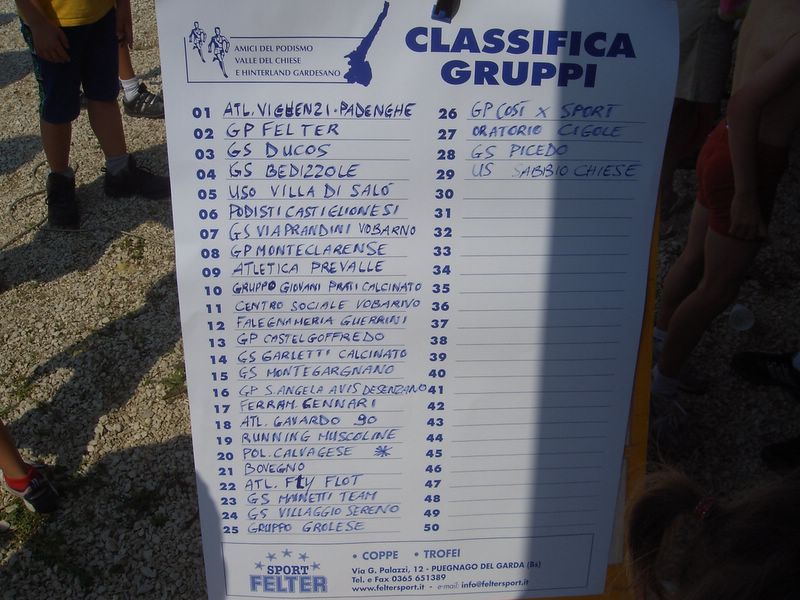 AMICI DEL PODISMO
VALLE DEL CHIESE
E HINTERLAND GARDESANO
CLASSIFICA
GRUPPI
01 ATL. VIGHENZI - PADENGHE
02 GP FELTER
03 GS DUCOS
04 GS BEDIZZOLE
05 USO VILLA DI SALÓ
06 PODISTI CASTIGLIONESI
07 GS VIAPRANDINI VOBARNO
08 GP MONTECLARENSE
09 ATLETICA PREVALLE
10 GRUPPO GIOVANI PRATI CALCINATO
11 CENTRO SOCIALE VOBARNO
12 FALEGNAMERIA GUERRINI
13 GP CASTELGOFFREDO
14 GS GARLETTI CALCINATO
15 GS MONTEGARGNANO
16 GP S. ANGELA AVIS DESENZANO
17 FERRAM. GENNARI
18 ATL. GAVARDO 90
19 RUNNING MUSCOLINE
20 POL. CALVAGESE *
21 BOVEGNO
22 ATL. FLY FLOT
23 GS MAINETTI TEAM
24 GS VILLAGGIO SERENO
25 GRUPPO GROLESE
26 GP COST X SPORT
27 ORATORIO CIGOLE
28 GS PICEDO
29 US SABBIO CHIESE
30
31
32
33
34
35
36
37
38
39
40
41
42
43
44
45
46
47
48
49
50
SPORT
FELTER
• COPPE • TROFEI
Via G. Palazzi, 12 - PUEGNAGO DEL GARDA (Bs)
Tel. e Fax 0365 651389
www.feltersport.it - e-mail: info@feltersport.it